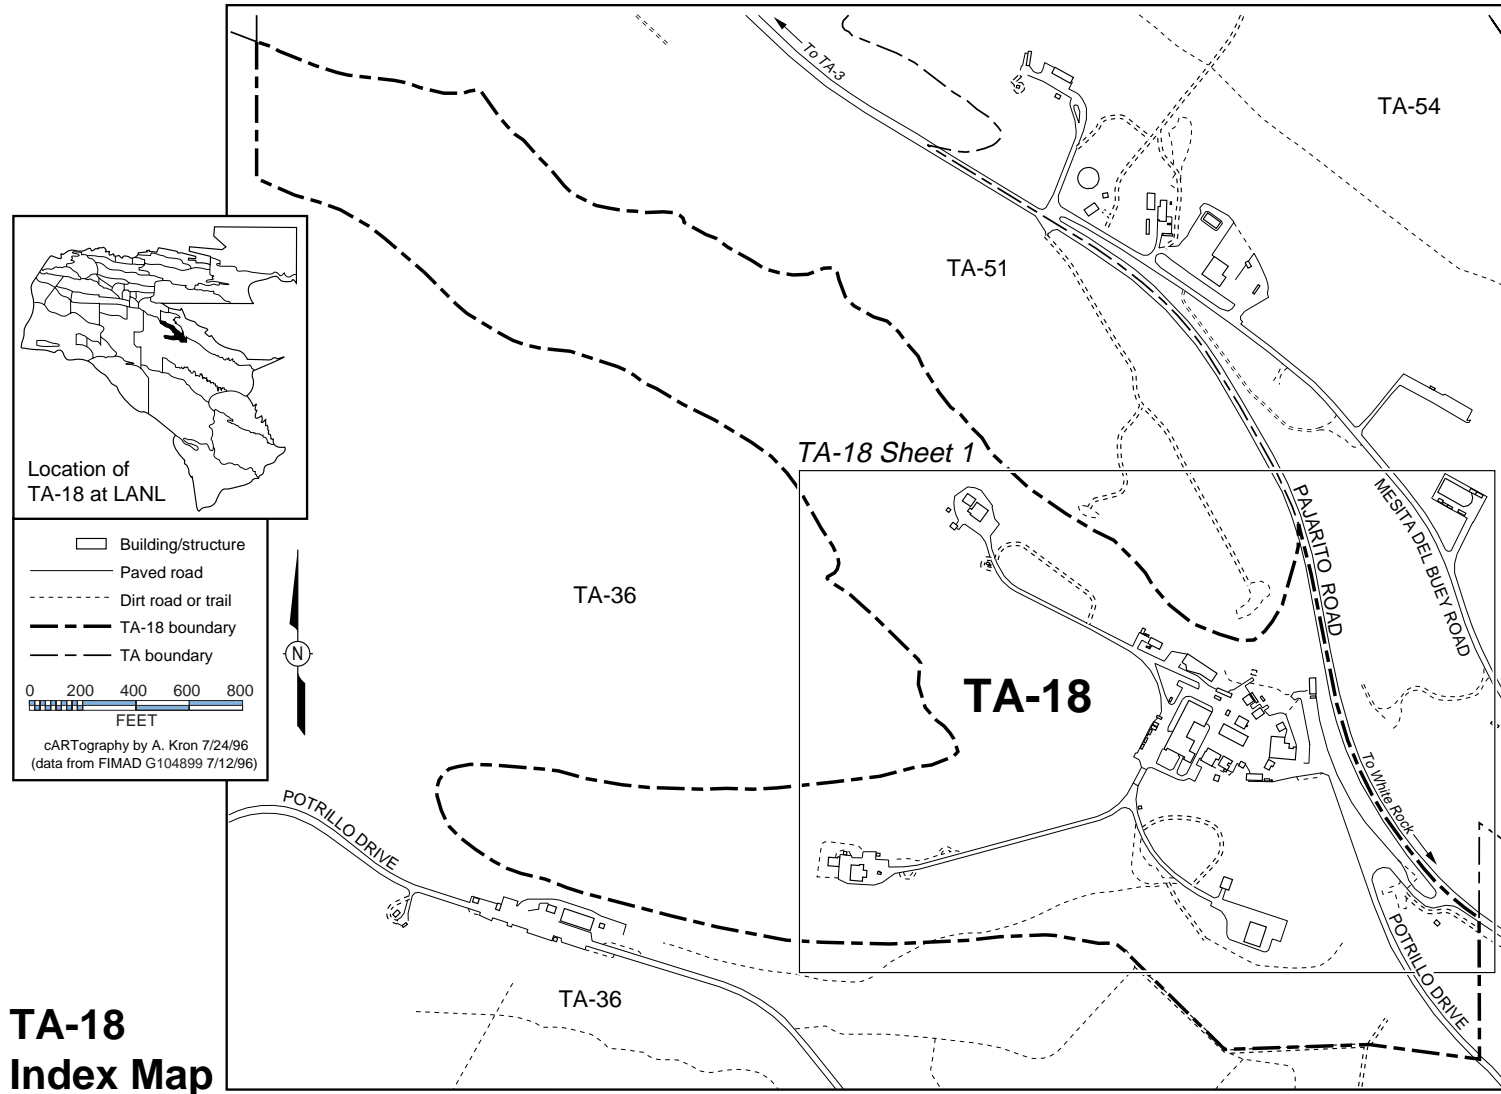 To TA-3
TA-54
TA-51
Location of
TA-18 at LANL
TA-18 Sheet 1
PAJARITO ROAD
MESITA DEL BUEY ROAD
Building/structure
Paved road
Dirt road or trail
TA-18 boundary
TA boundary
0 200 400 600 800
FEET
cARTography by A. Kron 7/24/96
(data from FIMAD G104899 7/12/96)
N
TA-36
TA-18
To White Rock
POTRILLO DRIVE
POTRILLO DRIVE
TA-36
TA-18
Index Map